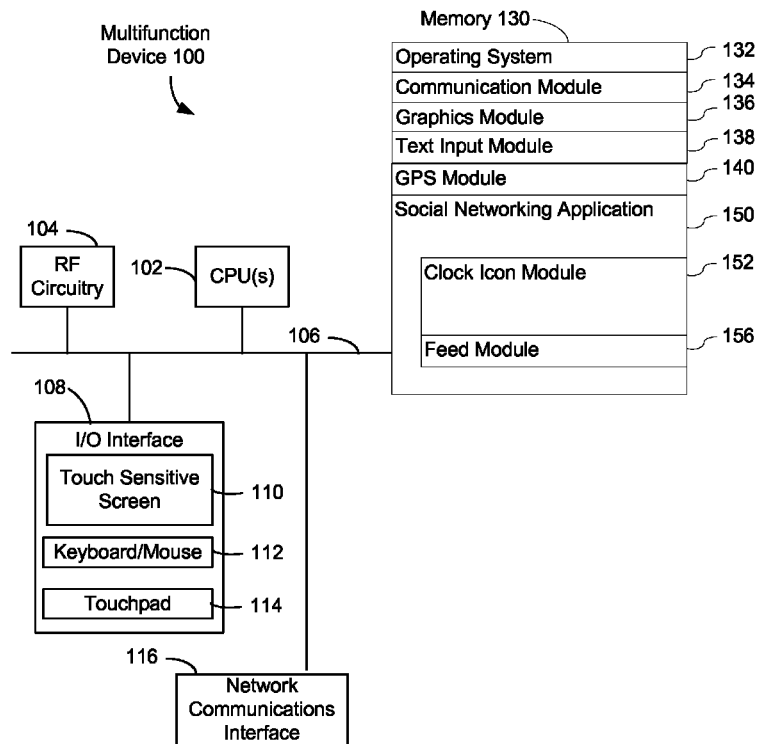 Multifunction
Device 100
Memory 130
Operating System
132
Communication Module
134
Graphics Module
136
Text Input Module
138
GPS Module
140
Social Networking Application
150
Clock Icon Module
152
Feed Module
156
104
RF
Circuitry
102
CPU(s)
106
108
I/O Interface
Touch Sensitive
Screen
110
Keyboard/Mouse
112
Touchpad
114
116
Network
Communications
Interface